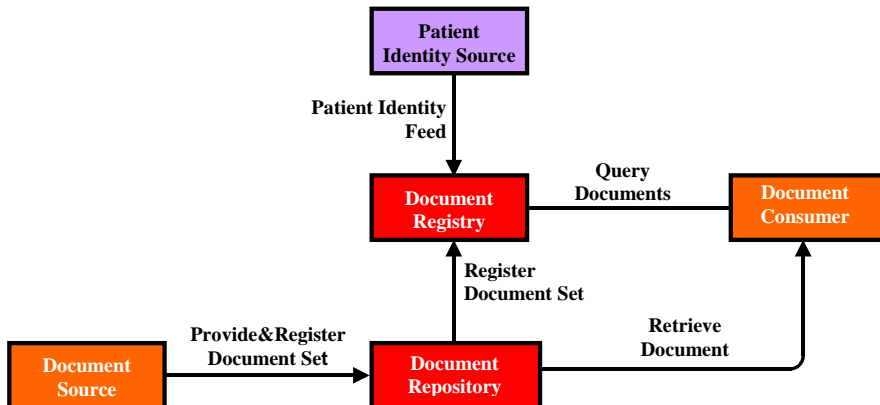 Patient
Identity Source
Patient Identity
Feed
Query
Documents
Document
Registry
Document
Consumer
Register
Document Set
Provide&Register
Document Set
Retrieve
Document
Document
Source
Document
Repository